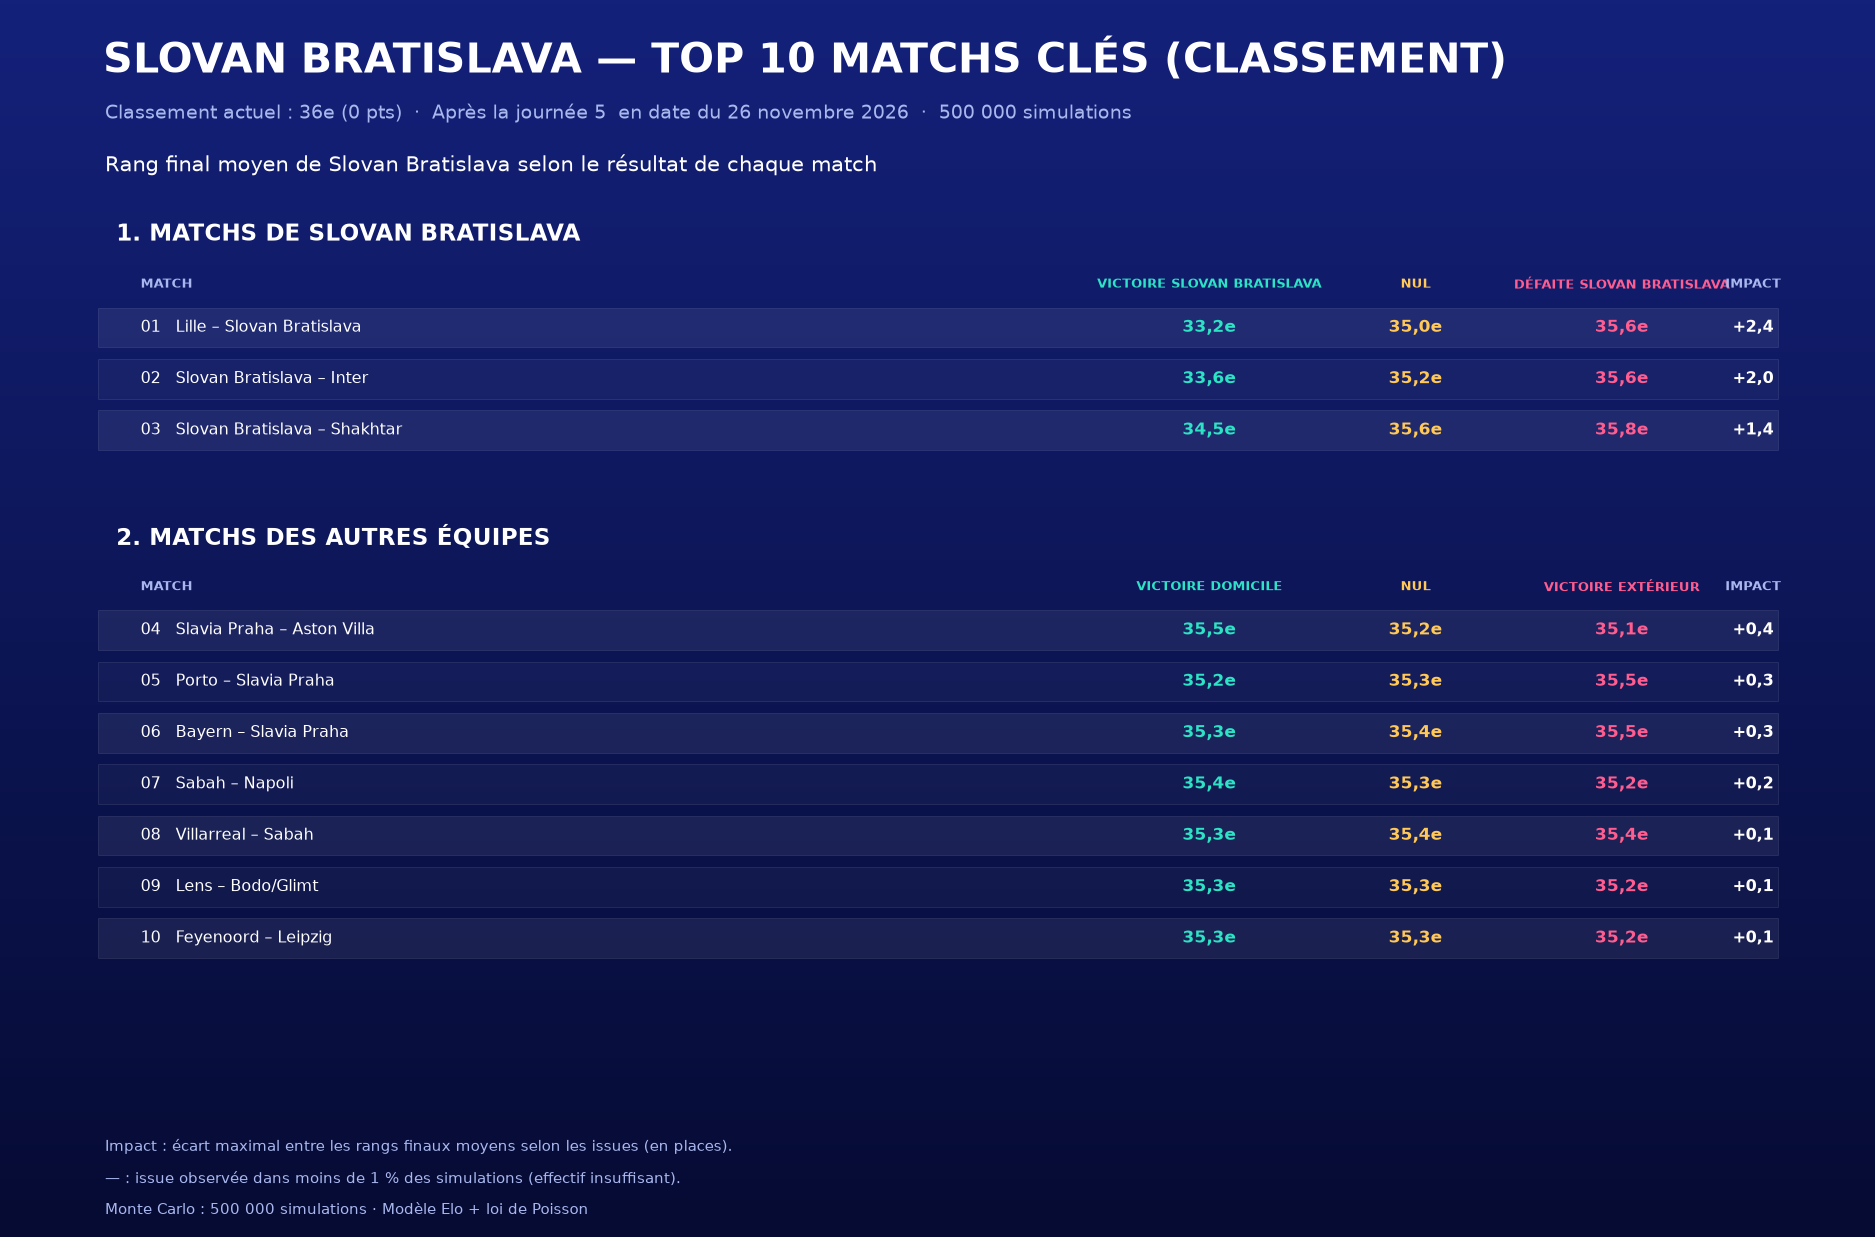 SLOVAN BRATISLAVA — TOP 10 MATCHS CLÉS (CLASSEMENT)
Classement actuel : 36e (0 pts) · Après la journée 5 en date du 26 novembre 2026 · 500 000 simulations
Rang final moyen de Slovan Bratislava selon le résultat de chaque match
1. MATCHS DE SLOVAN BRATISLAVA
MATCH VICTOIRE SLOVAN BRATISLAVA NUL DÉFAITE SLOVAN BRATISLAVA IMPACT
01 Lille – Slovan Bratislava 33,2e 35,0e 35,6e +2,4
02 Slovan Bratislava – Inter 33,6e 35,2e 35,6e +2,0
03 Slovan Bratislava – Shakhtar 34,5e 35,6e 35,8e +1,4
2. MATCHS DES AUTRES ÉQUIPES
MATCH VICTOIRE DOMICILE NUL VICTOIRE EXTÉRIEUR IMPACT
04 Slavia Praha – Aston Villa 35,5e 35,2e 35,1e +0,4
05 Porto – Slavia Praha 35,2e 35,3e 35,5e +0,3
06 Bayern – Slavia Praha 35,3e 35,4e 35,5e +0,3
07 Sabah – Napoli 35,4e 35,3e 35,2e +0,2
08 Villarreal – Sabah 35,3e 35,4e 35,4e +0,1
09 Lens – Bodo/Glimt 35,3e 35,3e 35,2e +0,1
10 Feyenoord – Leipzig 35,3e 35,3e 35,2e +0,1
Impact : écart maximal entre les rangs finaux moyens selon les issues (en places).
— : issue observée dans moins de 1 % des simulations (effectif insuffisant).
Monte Carlo : 500 000 simulations · Modèle Elo + loi de Poisson